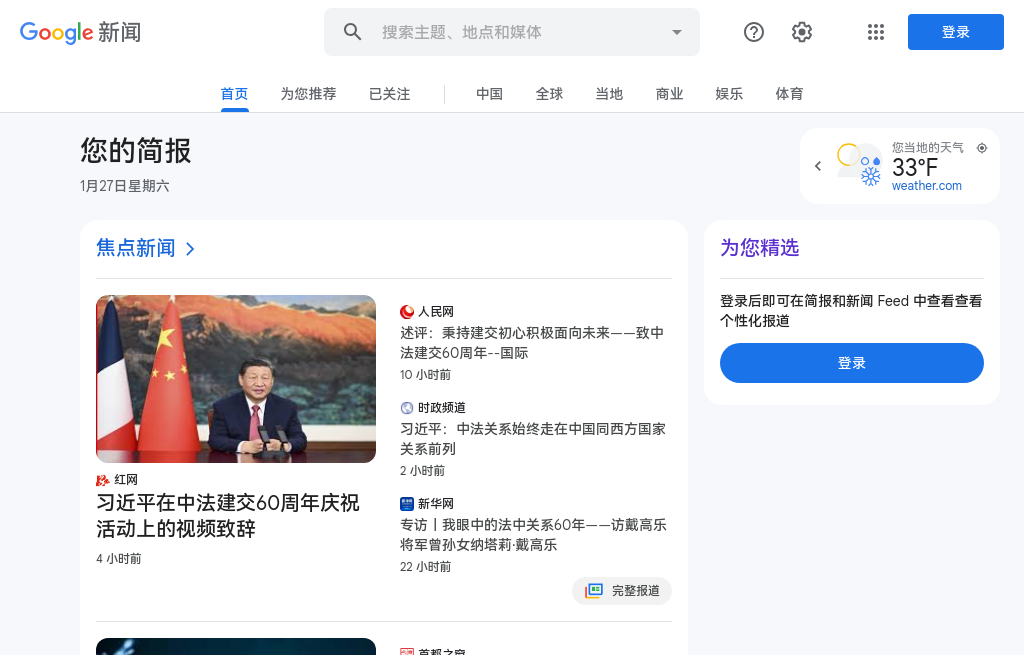 Google 新闻
搜索主题、地点和媒体
登录
首页 为您推荐 已关注 中国 全球 当地 商业 娱乐 体育
您的简报
1月27日星期六
您当地的天气
33°F
weather.com
焦点新闻
红网
习近平在中法建交60周年庆祝
活动上的视频致辞
4 小时前
人民网
述评：秉持建交初心积极面向未来——致中
法建交60周年--国际
10 小时前
时政频道
习近平：中法关系始终走在中国同西方国家
关系前列
2 小时前
新华网
专访丨我眼中的法中关系60年——访戴高乐
将军曾孙女纳塔莉·戴高乐
22 小时前
完整报道
首都之窗
为您精选
登录后即可在简报和新闻 Feed 中查看查看
个性化报道
登录